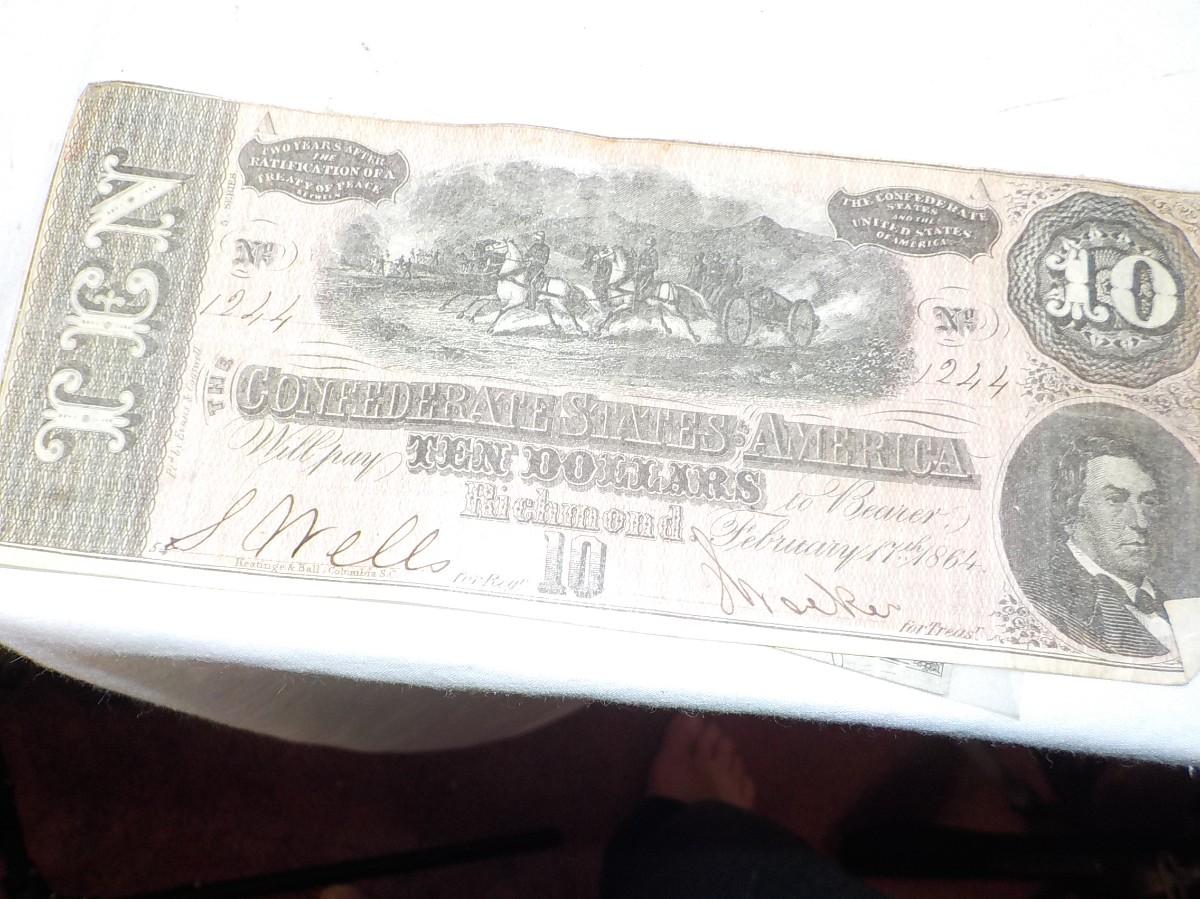 TEN
A
TWO YEARS AFTER
THE
RATIFICATION OF A
TREATY OF PEACE
BETWEEN
SERIES
A
THE CONFEDERATE
STATES
AND THE
UNITED STATES
OF AMERICA.
10
No
1244
No
1244
THE
CONFEDERATE STATES AMERICA
Will pay TEN DOLLARS to Bearer
Richmond February 17th, 1864.
S Wells
for Regr
10
for Treasr
Keatinge & Ball, Columbia S.C.